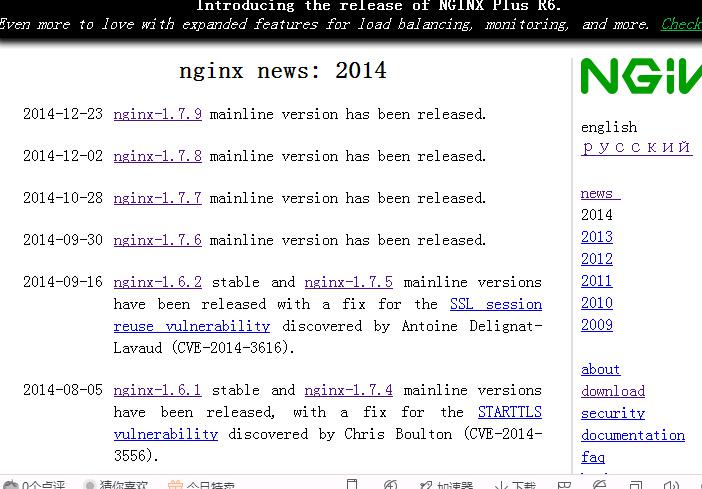 Introducing the release of NGINX Plus R6.
Even more to love with expanded features for load balancing, monitoring, and more. Check
nginx news: 2014
2014-12-23 nginx-1.7.9 mainline version has been released.
2014-12-02 nginx-1.7.8 mainline version has been released.
2014-10-28 nginx-1.7.7 mainline version has been released.
2014-09-30 nginx-1.7.6 mainline version has been released.
2014-09-16 nginx-1.6.2 stable and nginx-1.7.5 mainline versions
have been released with a fix for the SSL session
reuse vulnerability discovered by Antoine Delignat-
Lavaud (CVE-2014-3616).
2014-08-05 nginx-1.6.1 stable and nginx-1.7.4 mainline versions
have been released, with a fix for the STARTTLS
vulnerability discovered by Chris Boulton (CVE-2014-
3556).
english
русский
news
2014
2013
2012
2011
2010
2009
about
download
security
documentation
faq
0个点评 猜你喜欢 今日特卖 加速器 下载